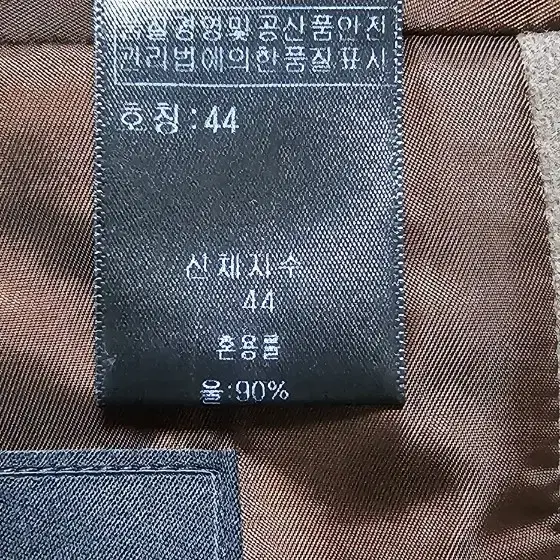 품질경영및공산품안전
관리법에의한품질표시
호칭:44
신체지수
44
혼용률
울:90%